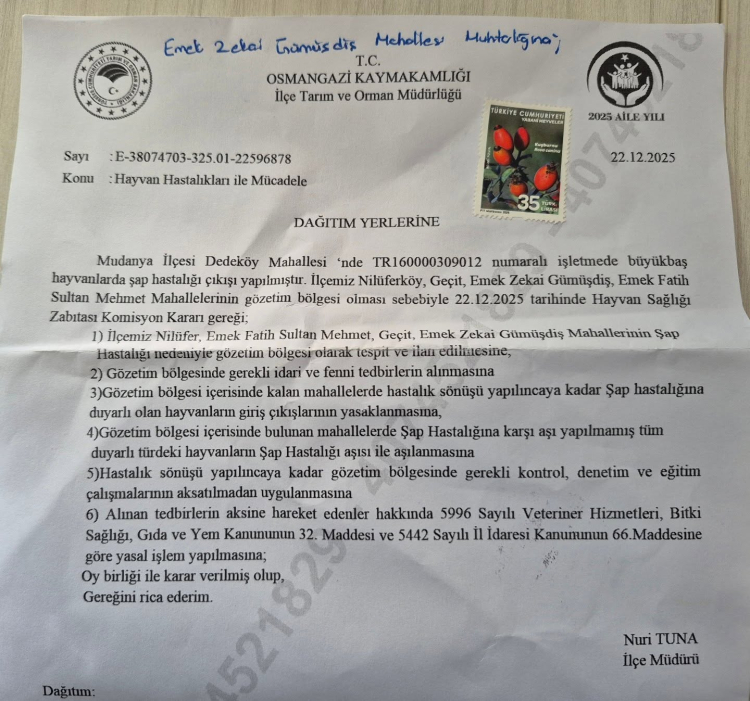 Emek Zekai Gümüşdiş Mahallesi Muhtarlığına;
T.C.
OSMANGAZİ KAYMAKAMLIĞI
İlçe Tarım ve Orman Müdürlüğü
2025 AİLE YILI
TÜRKİYE CUMHURİYETİ
YABANİ MEYVELER
Kuşburnu
Rosa canina
35 TÜRK LİRASI
Sayı : E-38074703-325.01-22596878
22.12.2025
Konu : Hayvan Hastalıkları ile Mücadele
DAĞITIM YERLERİNE
Mudanya İlçesi Dedeköy Mahallesi ‘nde TR160000309012 numaralı işletmede büyükbaş
hayvanlarda şap hastalığı çıkışı yapılmıştır. İlçemiz Nilüferköy, Geçit, Emek Zekai Gümüşdiş, Emek Fatih
Sultan Mehmet Mahallelerinin gözetim bölgesi olması sebebiyle 22.12.2025 tarihinde Hayvan Sağlığı
Zabıtası Komisyon Kararı gereği;
1) İlçemiz Nilüfer, Emek Fatih Sultan Mehmet, Geçit, Emek Zekai Gümüşdiş Mahallerinin Şap
Hastalığı nedeniyle gözetim bölgesi olarak tespit ve ilan edilmesine,
2) Gözetim bölgesinde gerekli idari ve fenni tedbirlerin alınmasına
3)Gözetim bölgesi içerisinde kalan mahallelerde hastalık sönüşü yapılıncaya kadar Şap hastalığına
duyarlı olan hayvanların giriş çıkışlarının yasaklanmasına,
4)Gözetim bölgesi içerisinde bulunan mahallelerde Şap Hastalığına karşı aşı yapılmamış tüm
duyarlı türdeki hayvanların Şap Hastalığı aşısı ile aşılanmasına
5)Hastalık sönüşü yapılıncaya kadar gözetim bölgesinde gerekli kontrol, denetim ve eğitim
çalışmalarının aksatılmadan uygulanmasına
6) Alınan tedbirlerin aksine hareket edenler hakkında 5996 Sayılı Veteriner Hizmetleri, Bitki
Sağlığı, Gıda ve Yem Kanununun 32. Maddesi ve 5442 Sayılı İl İdaresi Kanununun 66.Maddesine
göre yasal işlem yapılmasına;
Oy birliği ile karar verilmiş olup,
Gereğini rica ederim.
Nuri TUNA
İlçe Müdürü
Dağıtım: